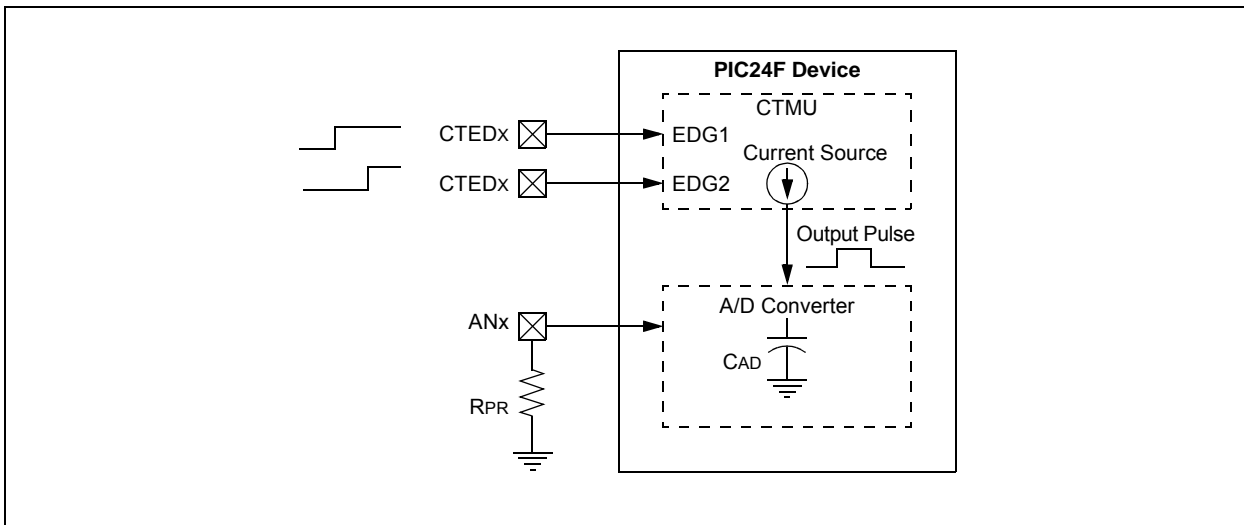 PIC24F Device
CTMU
CTEDx
EDG1
Current Source
CTEDx
EDG2
Output Pulse
A/D Converter
ANx
CAD
RPR